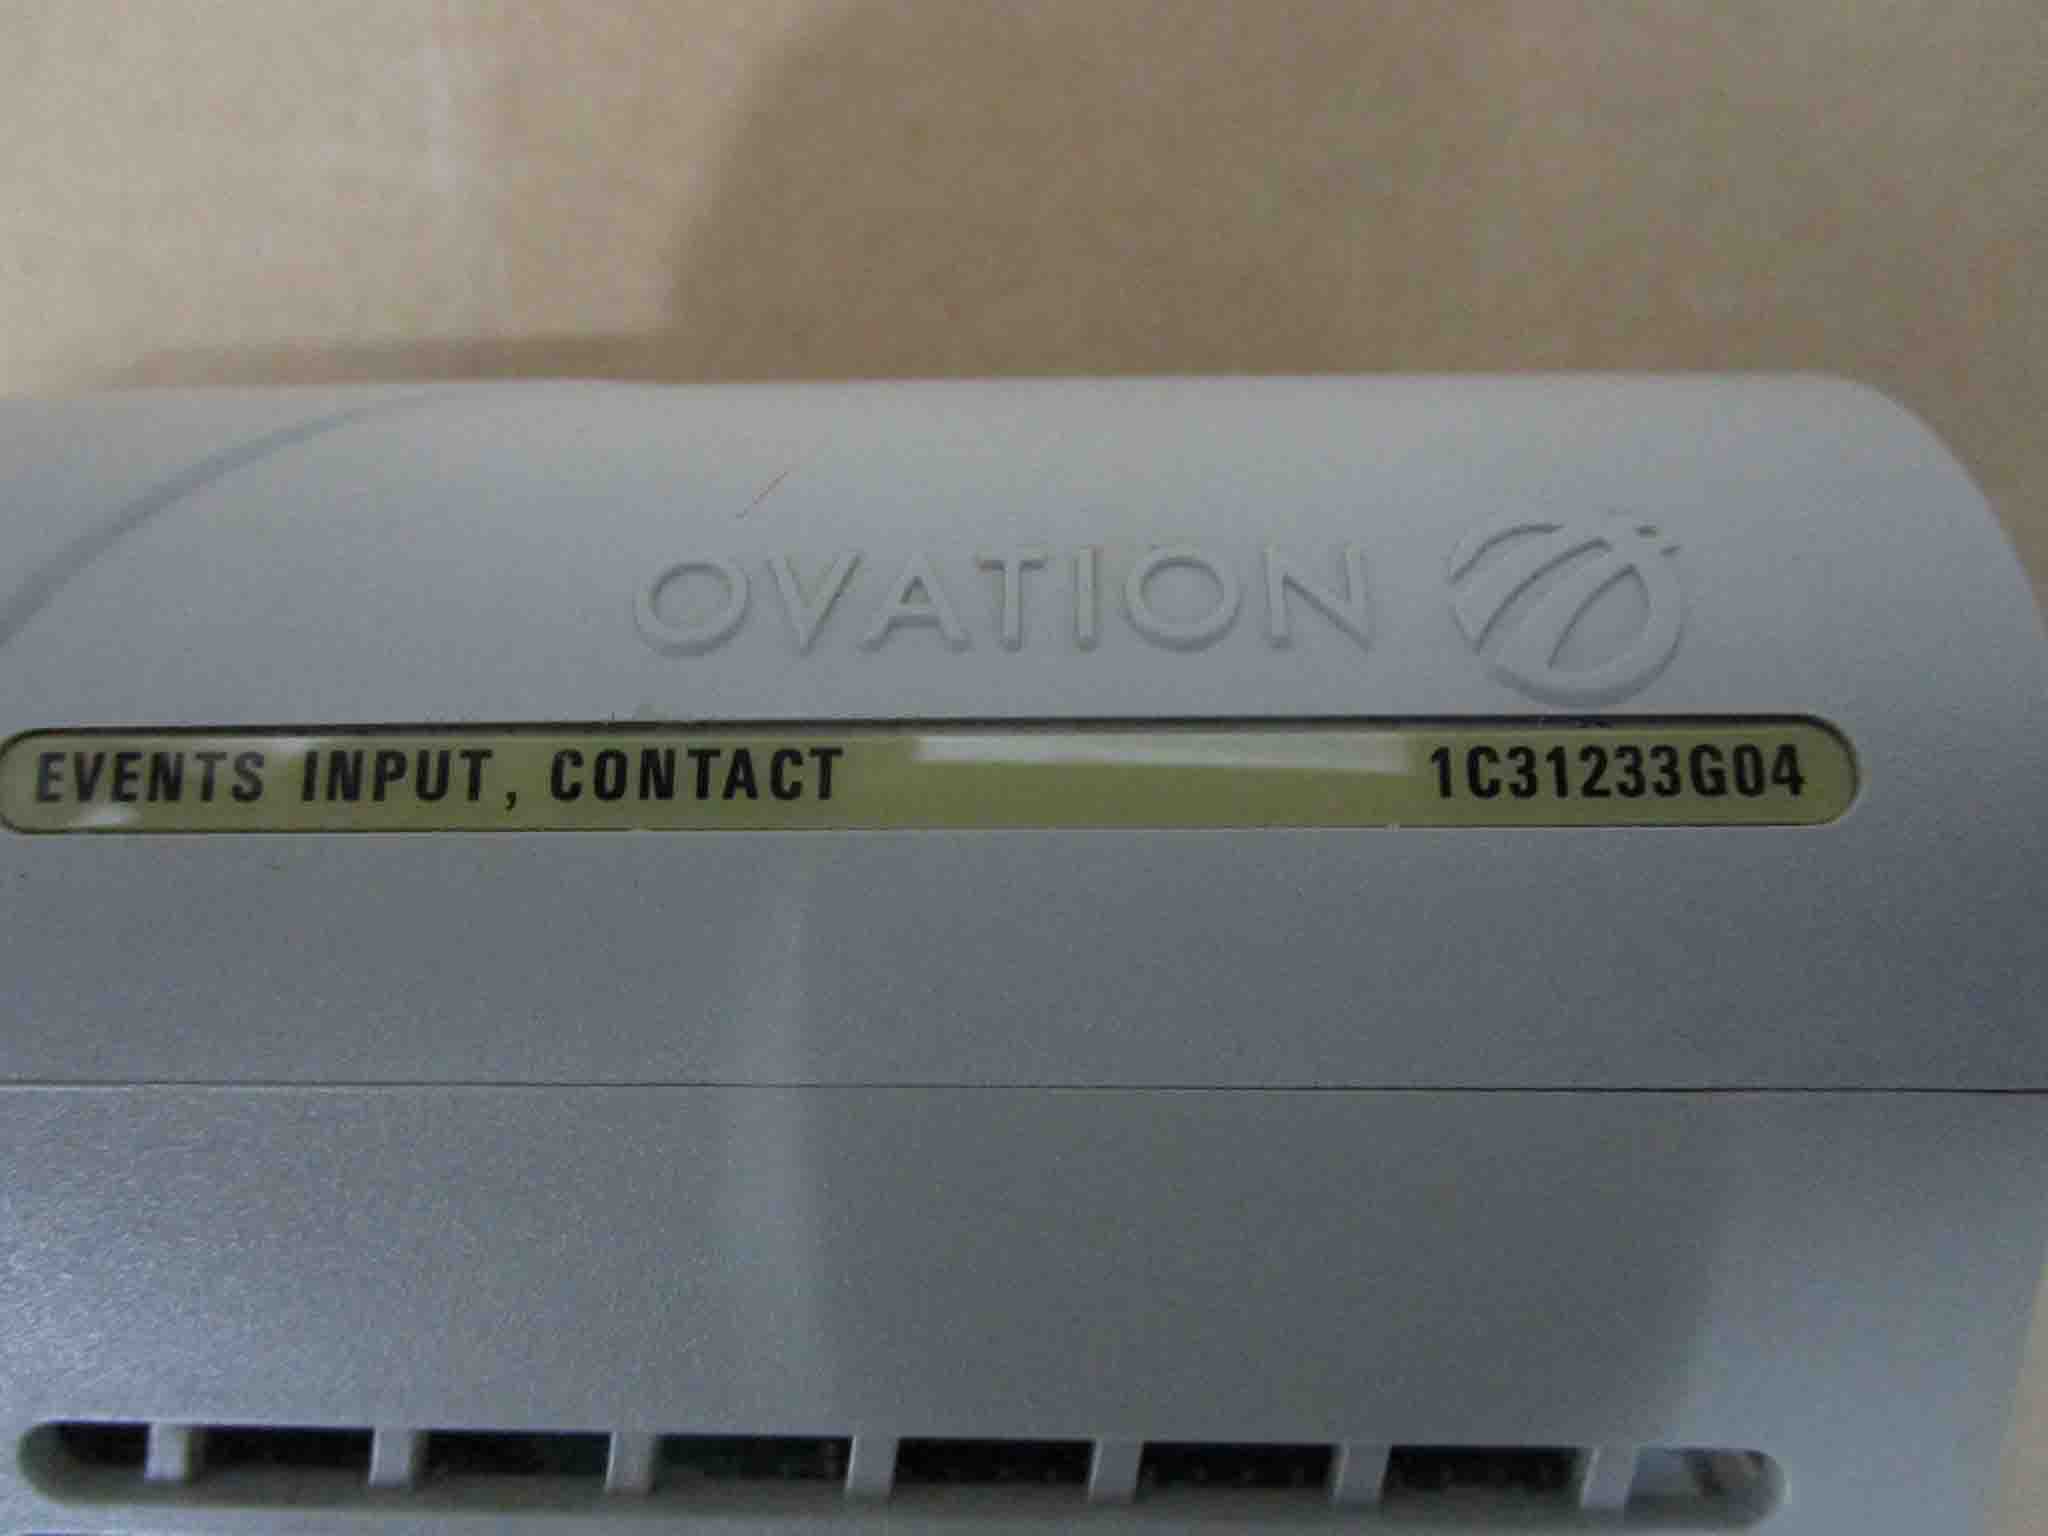 OVATION
EVENTS INPUT, CONTACT 1C31233G04